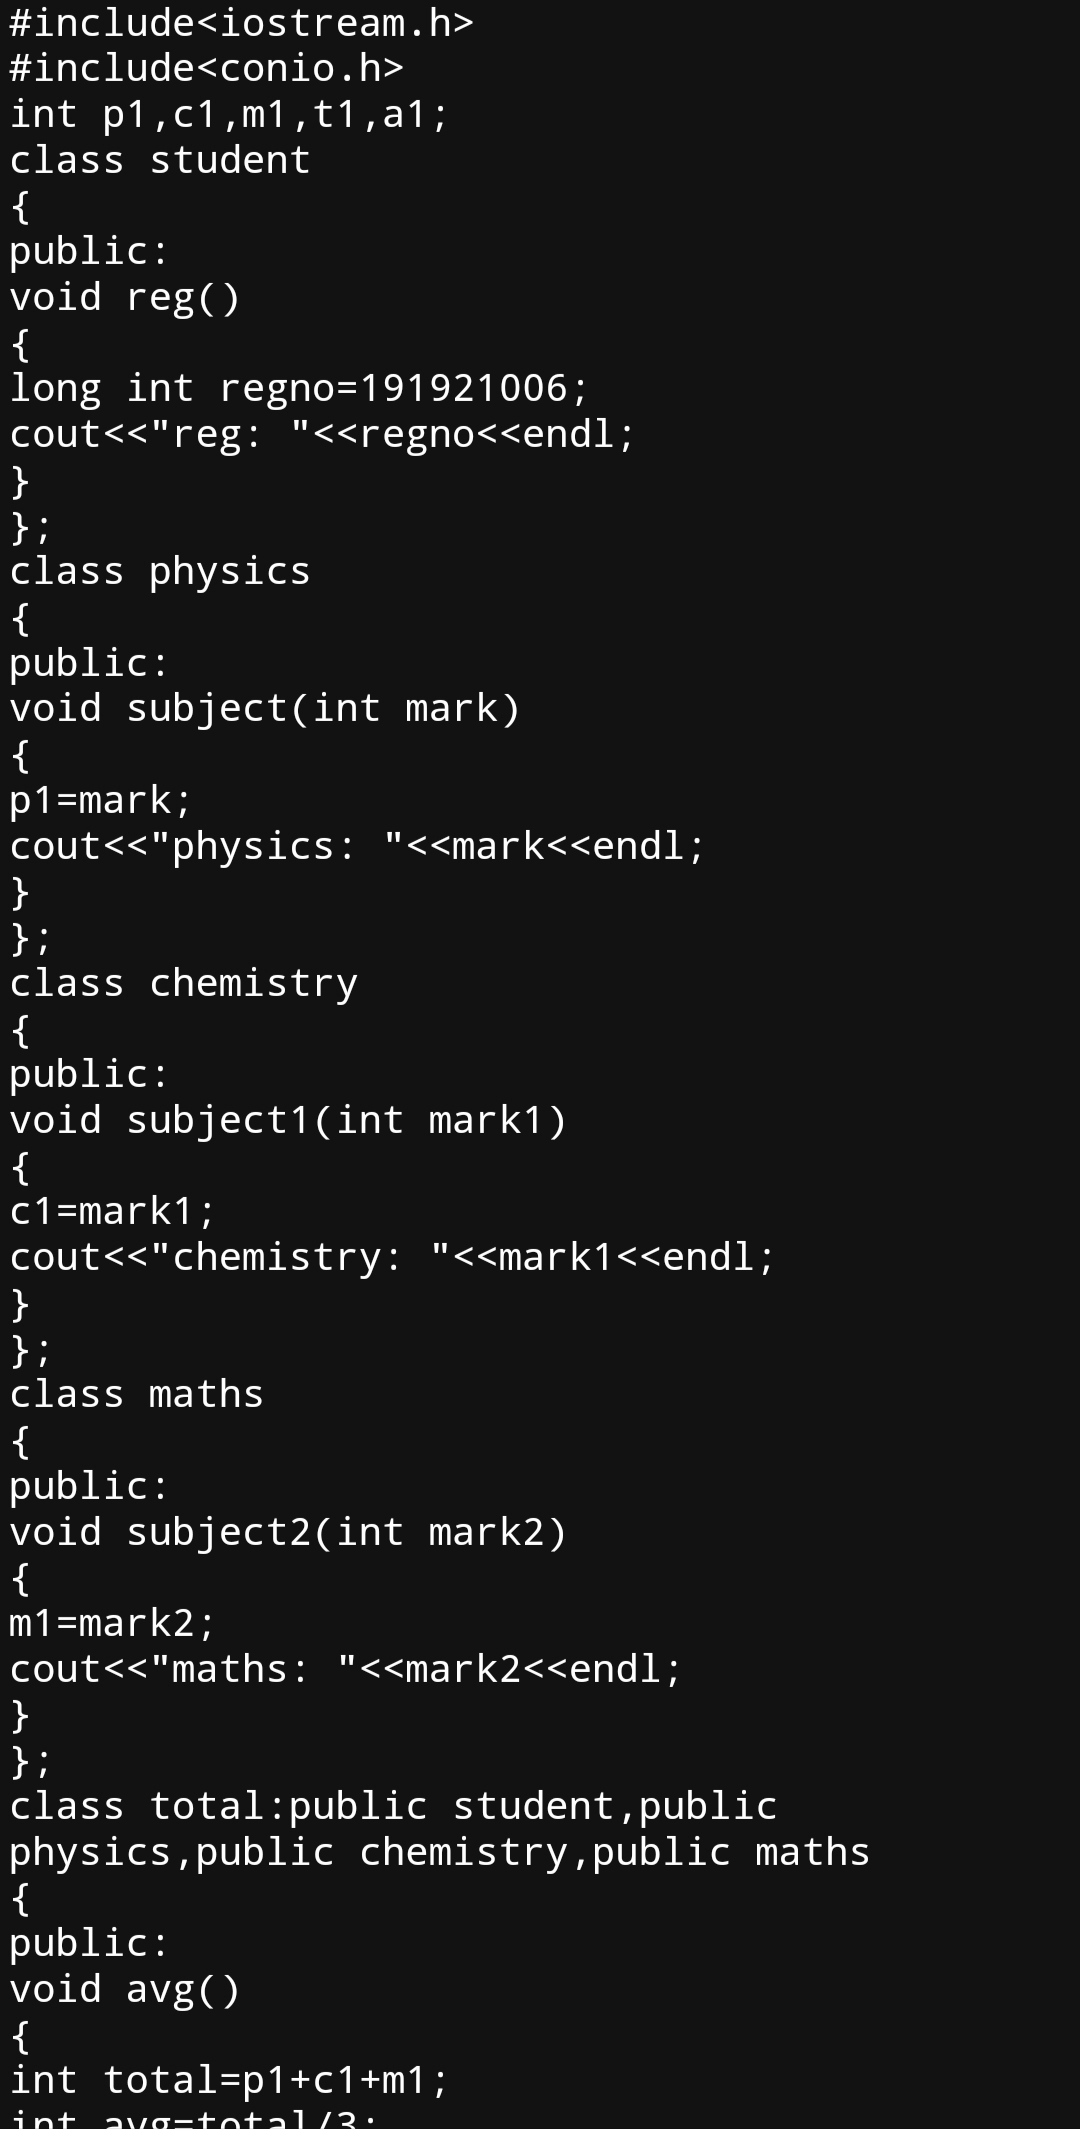 #include<iostream.h>
#include<conio.h>
int p1,c1,m1,t1,a1;
class student
{
public:
void reg()
{
long int regno=191921006;
cout<<"reg: "<<regno<<endl;
}
};
class physics
{
public:
void subject(int mark)
{
p1=mark;
cout<<"physics: "<<mark<<endl;
}
};
class chemistry
{
public:
void subject1(int mark1)
{
c1=mark1;
cout<<"chemistry: "<<mark1<<endl;
}
};
class maths
{
public:
void subject2(int mark2)
{
m1=mark2;
cout<<"maths: "<<mark2<<endl;
}
};
class total:public student,public
physics,public chemistry,public maths
{
public:
void avg()
{
int total=p1+c1+m1;
int avg=total/3;